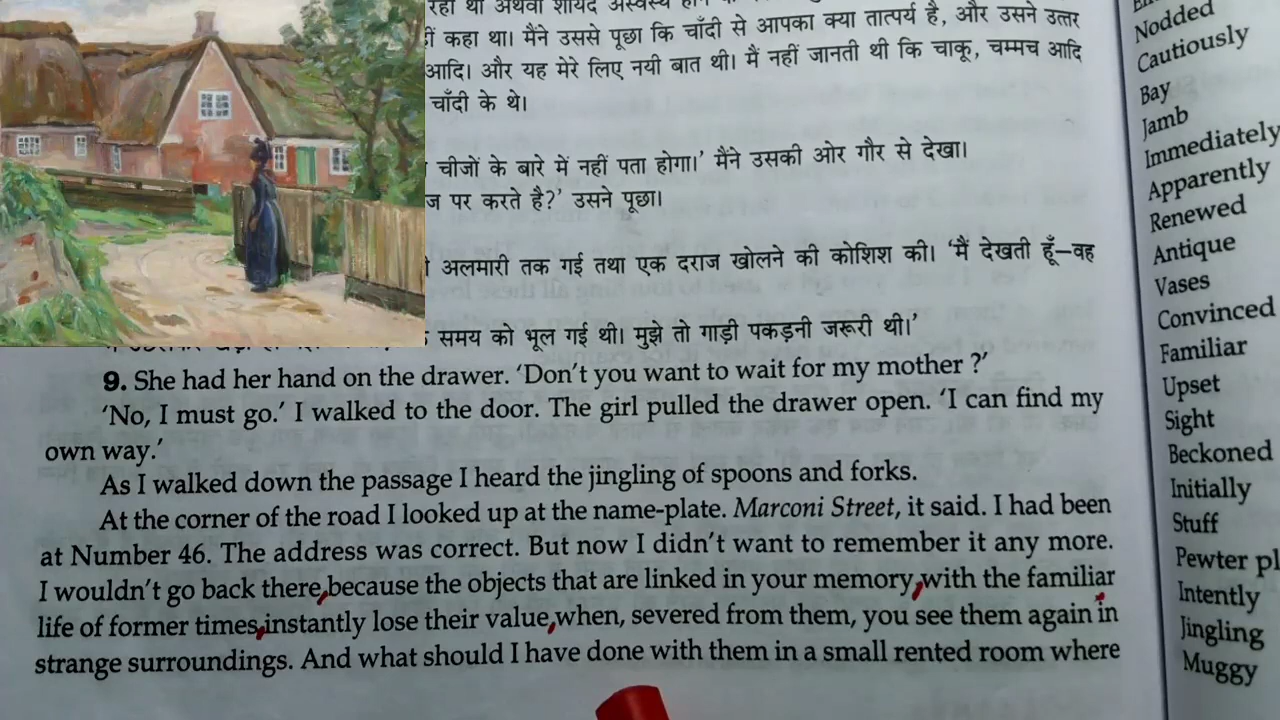 रहा था अथवा शायद अस्वस्थ होने
कहा था। मैंने उससे पूछा कि चाँदी से आपका क्या तात्पर्य है, और उसने उत्तर
आदि। और यह मेरे लिए नयी बात थी। मैं नहीं जानती थी कि चाकू, चम्मच आदि
चाँदी के थे।
चीजों के बारे में नहीं पता होगा।’ मैंने उसकी ओर गौर से देखा।
पर करते है?’ उसने पूछा।
अलमारी तक गई तथा एक दराज खोलने की कोशिश की। ‘मैं देखती हूँ—वह
समय को भूल गई थी। मुझे तो गाड़ी पकड़नी जरूरी थी।’
9. She had her hand on the drawer. ‘Don’t you want to wait for my mother ?’
‘No, I must go.’ I walked to the door. The girl pulled the drawer open. ‘I can find my
own way.’
As I walked down the passage I heard the jingling of spoons and forks.
At the corner of the road I looked up at the name-plate. Marconi Street, it said. I had been
at Number 46. The address was correct. But now I didn’t want to remember it any more.
I wouldn’t go back there, because the objects that are linked in your memory, with the familiar
life of former times, instantly lose their value, when, severed from them, you see them again in
strange surroundings. And what should I have done with them in a small rented room where
Nodded
Cautiously
Bay
Jamb
Immediately
Apparently
Renewed
Antique
Vases
Convinced
Familiar
Upset
Sight
Beckoned
Initially
Stuff
Pewter
Intently
Jingling
Muggy